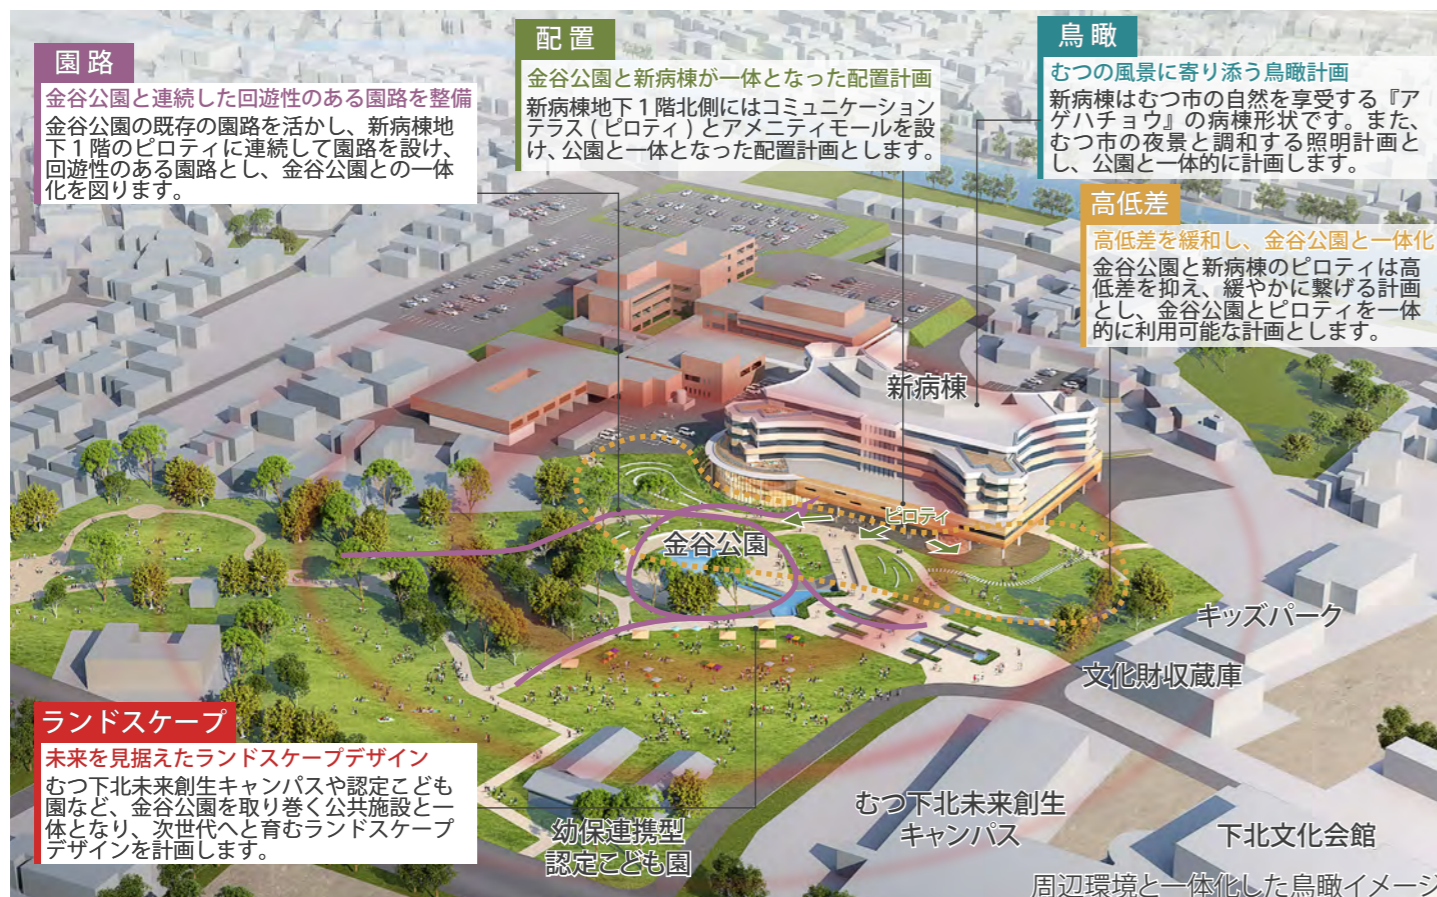 園路
金谷公園と連続した回遊性のある園路を整備
金谷公園の既存の園路を活かし、新病棟地
下1階のピロティに連続して園路を設け、
回遊性のある園路とし、金谷公園との一体
化を図ります。
配置
金谷公園と新病棟が一体となった配置計画
新病棟地下1階北側にはコミュニケーション
テラス(ピロティ)とアメニティモールを設
け、公園と一体となった配置計画とします。
鳥瞰
むつの風景に寄り添う鳥瞰計画
新病棟はむつ市の自然を享受する『ア
ゲハチョウ』の病棟形状です。また、
むつ市の夜景と調和する照明計画と
し、公園と一体的に計画します。
高低差
高低差を緩和し、金谷公園と一体化
金谷公園と新病棟のピロティは高
低差を抑え、緩やかに繋げる計画
とし、金谷公園とピロティを一体
的に利用可能な計画とします。
新病棟
ピロティ
金谷公園
キッズパーク
文化財収蔵庫
ランドスケープ
未来を見据えたランドスケープデザイン
むつ下北未来創生キャンパスや認定こども
園など、金谷公園を取り巻く公共施設と一
体となり、次世代へと育むランドスケープ
デザインを計画します。
幼保連携型
認定こども園
むつ下北未来創生
キャンパス
下北文化会館
周辺環境と一体化した鳥瞰イメージ